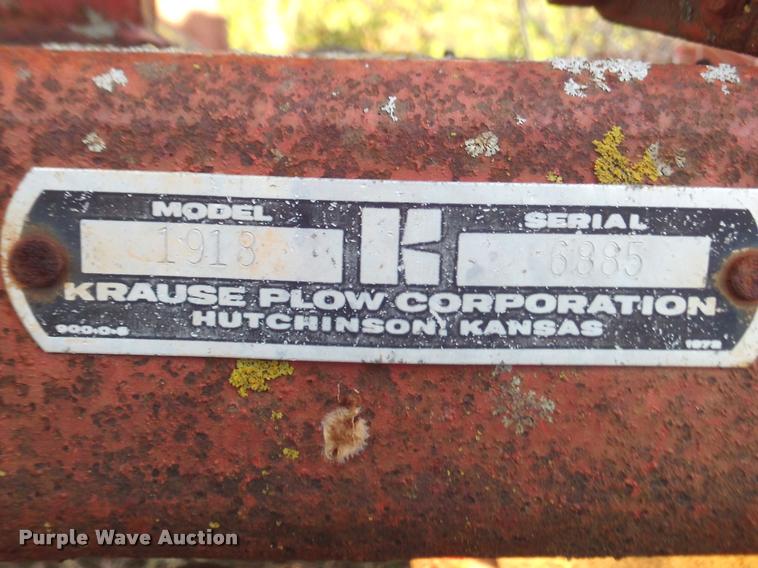 MODEL
SERIAL
1918
6885
KRAUSE PLOW CORPORATION
HUTCHINSON, KANSAS
Purple Wave Auction